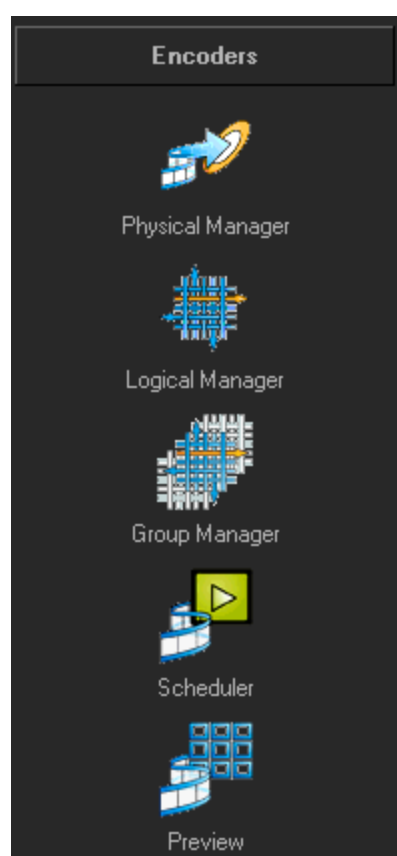 Encoders
Physical Manager
Logical Manager
Group Manager
Scheduler
Preview